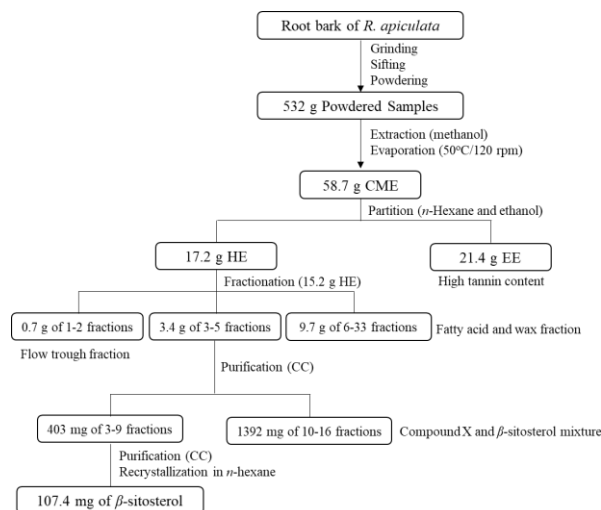 Root bark of R. apiculata
Grinding
Sifting
Powdering
532 g Powdered Samples
Extraction (methanol)
Evaporation (50°C/120 rpm)
58.7 g CME
Partition (n-Hexane and ethanol)
17.2 g HE
21.4 g EE
High tannin content
Fractionation (15.2 g HE)
0.7 g of 1-2 fractions
3.4 g of 3-5 fractions
9.7 g of 6-33 fractions
Fatty acid and wax fraction
Flow trough fraction
Purification (CC)
403 mg of 3-9 fractions
1392 mg of 10-16 fractions
Compound X and β-sitosterol mixture
Purification (CC)
Recrystallization in n-hexane
107.4 mg of β-sitosterol